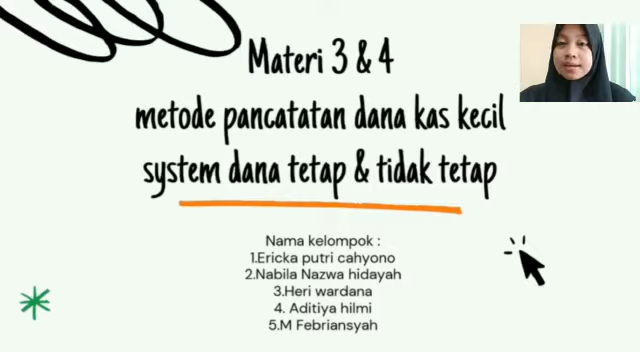 Materi 3 & 4
metode pancatatan dana kas kecil
system dana tetap & tidak tetap
Nama kelompok :
1.Ericka putri cahyono
2.Nabila Nazwa hidayah
3.Heri wardana
4. Aditiya hilmi
5.M Febriansyah